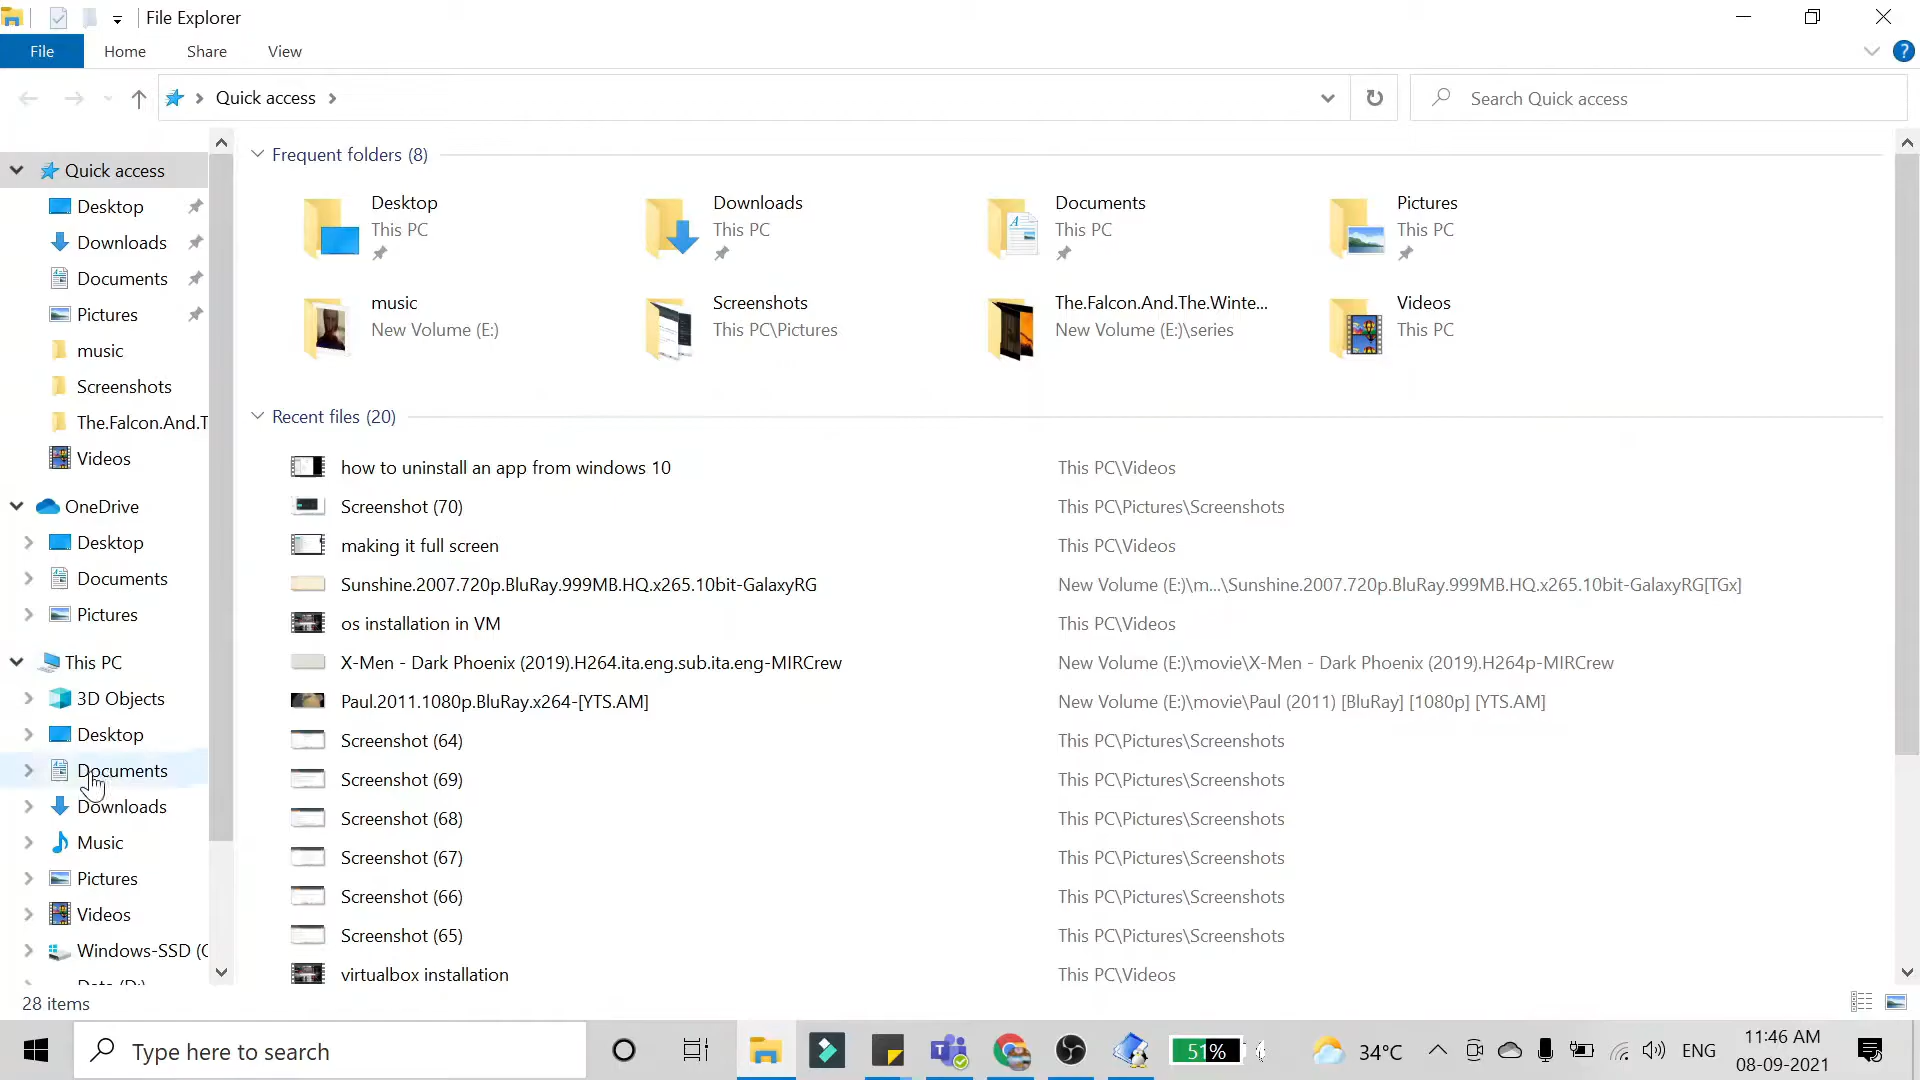 File Explorer
File Home Share View
Quick access
Search Quick access
Quick access
Desktop
Downloads
Documents
Pictures
music
Screenshots
The.Falcon.And.T
Videos
OneDrive
Desktop
Documents
Pictures
This PC
3D Objects
Desktop
Documents
Downloads
Music
Pictures
Videos
Windows-SSD (C
Data (D:)
Frequent folders (8)
Desktop
This PC
Downloads
This PC
Documents
This PC
Pictures
This PC
music
New Volume (E:)
Screenshots
This PC\Pictures
The.Falcon.And.The.Winte...
New Volume (E:)\series
Videos
This PC
Recent files (20)
how to uninstall an app from windows 10 This PC\Videos
Screenshot (70) This PC\Pictures\Screenshots
making it full screen This PC\Videos
Sunshine.2007.720p.BluRay.999MB.HQ.x265.10bit-GalaxyRG New Volume (E:)\m...\Sunshine.2007.720p.BluRay.999MB.HQ.x265.10bit-GalaxyRG[TGx]
os installation in VM This PC\Videos
X-Men - Dark Phoenix (2019).H264.ita.eng.sub.ita.eng-MIRCrew New Volume (E:)\movie\X-Men - Dark Phoenix (2019).H264p-MIRCrew
Paul.2011.1080p.BluRay.x264-[YTS.AM] New Volume (E:)\movie\Paul (2011) [BluRay] [1080p] [YTS.AM]
Screenshot (64) This PC\Pictures\Screenshots
Screenshot (69) This PC\Pictures\Screenshots
Screenshot (68) This PC\Pictures\Screenshots
Screenshot (67) This PC\Pictures\Screenshots
Screenshot (66) This PC\Pictures\Screenshots
Screenshot (65) This PC\Pictures\Screenshots
virtualbox installation This PC\Videos
28 items
Type here to search
51%
34°C
ENG
11:46 AM
08-09-2021